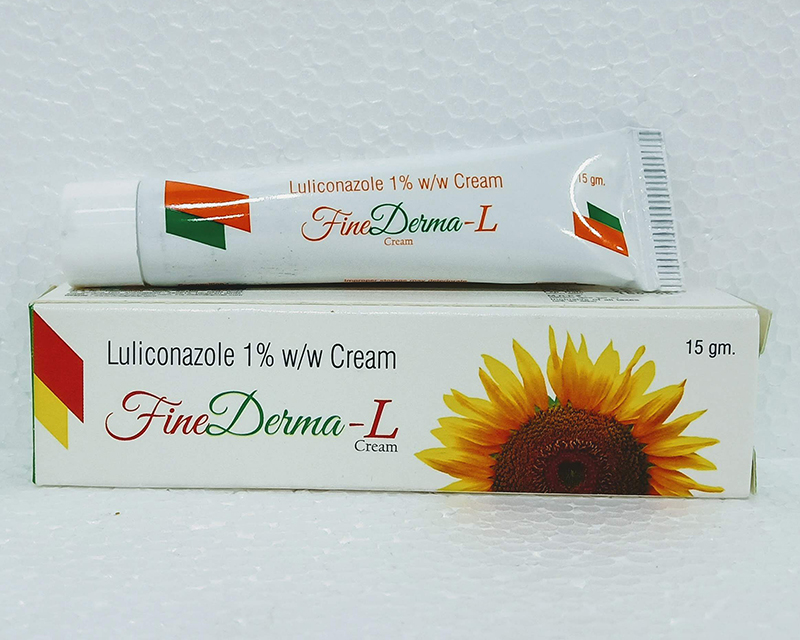 Luliconazole 1% w/w Cream
15 gm.
FineDerma-L
Cream
Luliconazole 1% w/w Cream
15 gm.
FineDerma-L
Cream